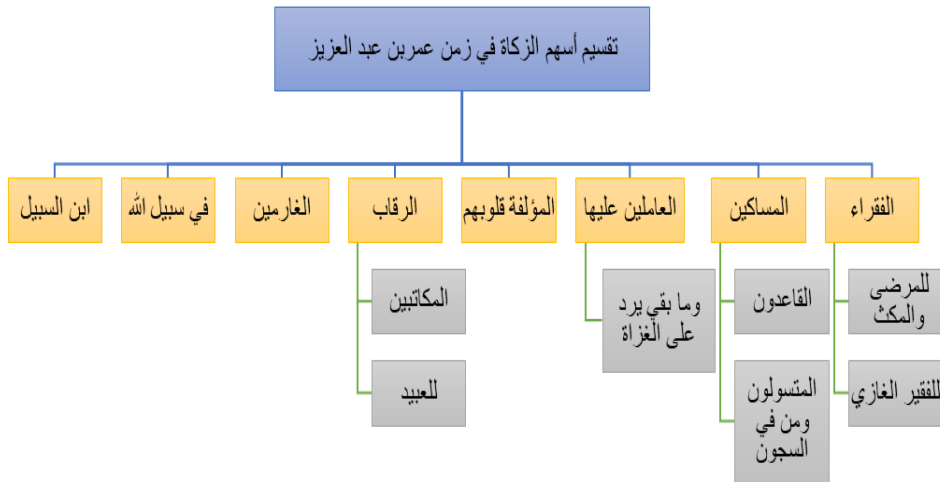 تقسيم أسهم الزكاة في زمن عمربن عبد العزيز
الفقراء
المساكين
العاملين عليها
المؤلفة قلوبهم
الرقاب
الغارمين
في سبيل الله
ابن السبيل
للمرضى
والمكث
للفقير الغازي
القاعدون
المتسولون
ومن في
السجون
وما بقي يرد
على الغزاة
المكاتبين
للعبيد